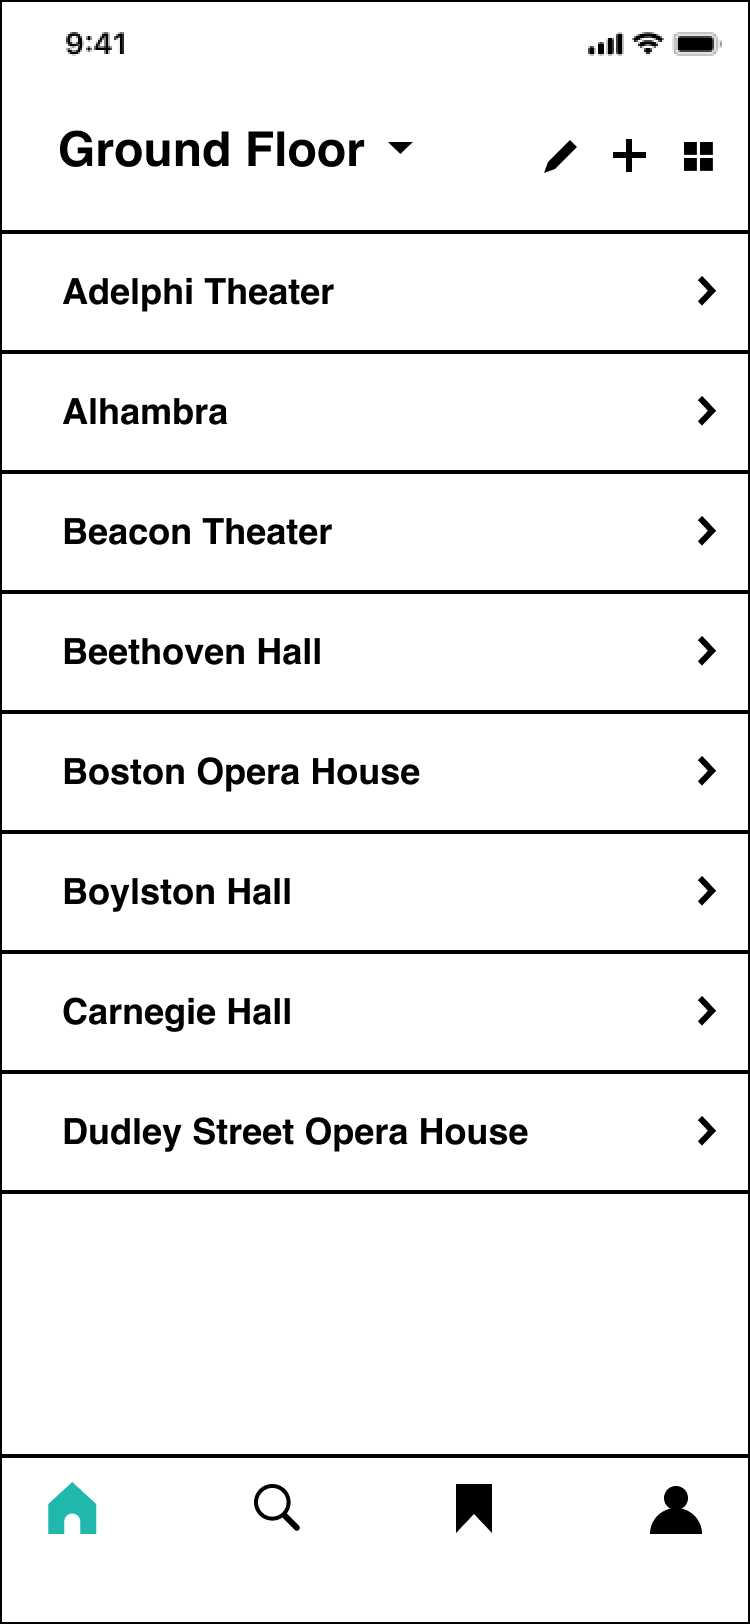 9:41
Ground Floor
Adelphi Theater
Alhambra
Beacon Theater
Beethoven Hall
Boston Opera House
Boylston Hall
Carnegie Hall
Dudley Street Opera House